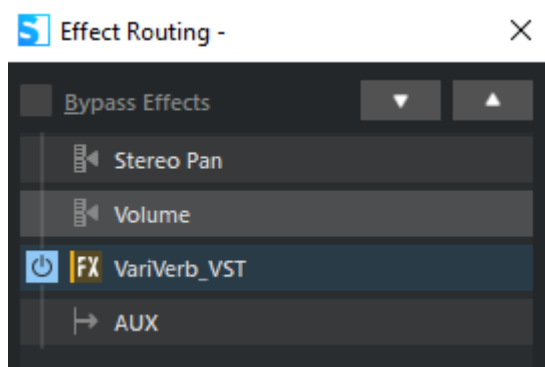 S Effect Routing -
Bypass Effects
Stereo Pan
Volume
FX VariVerb_VST
AUX